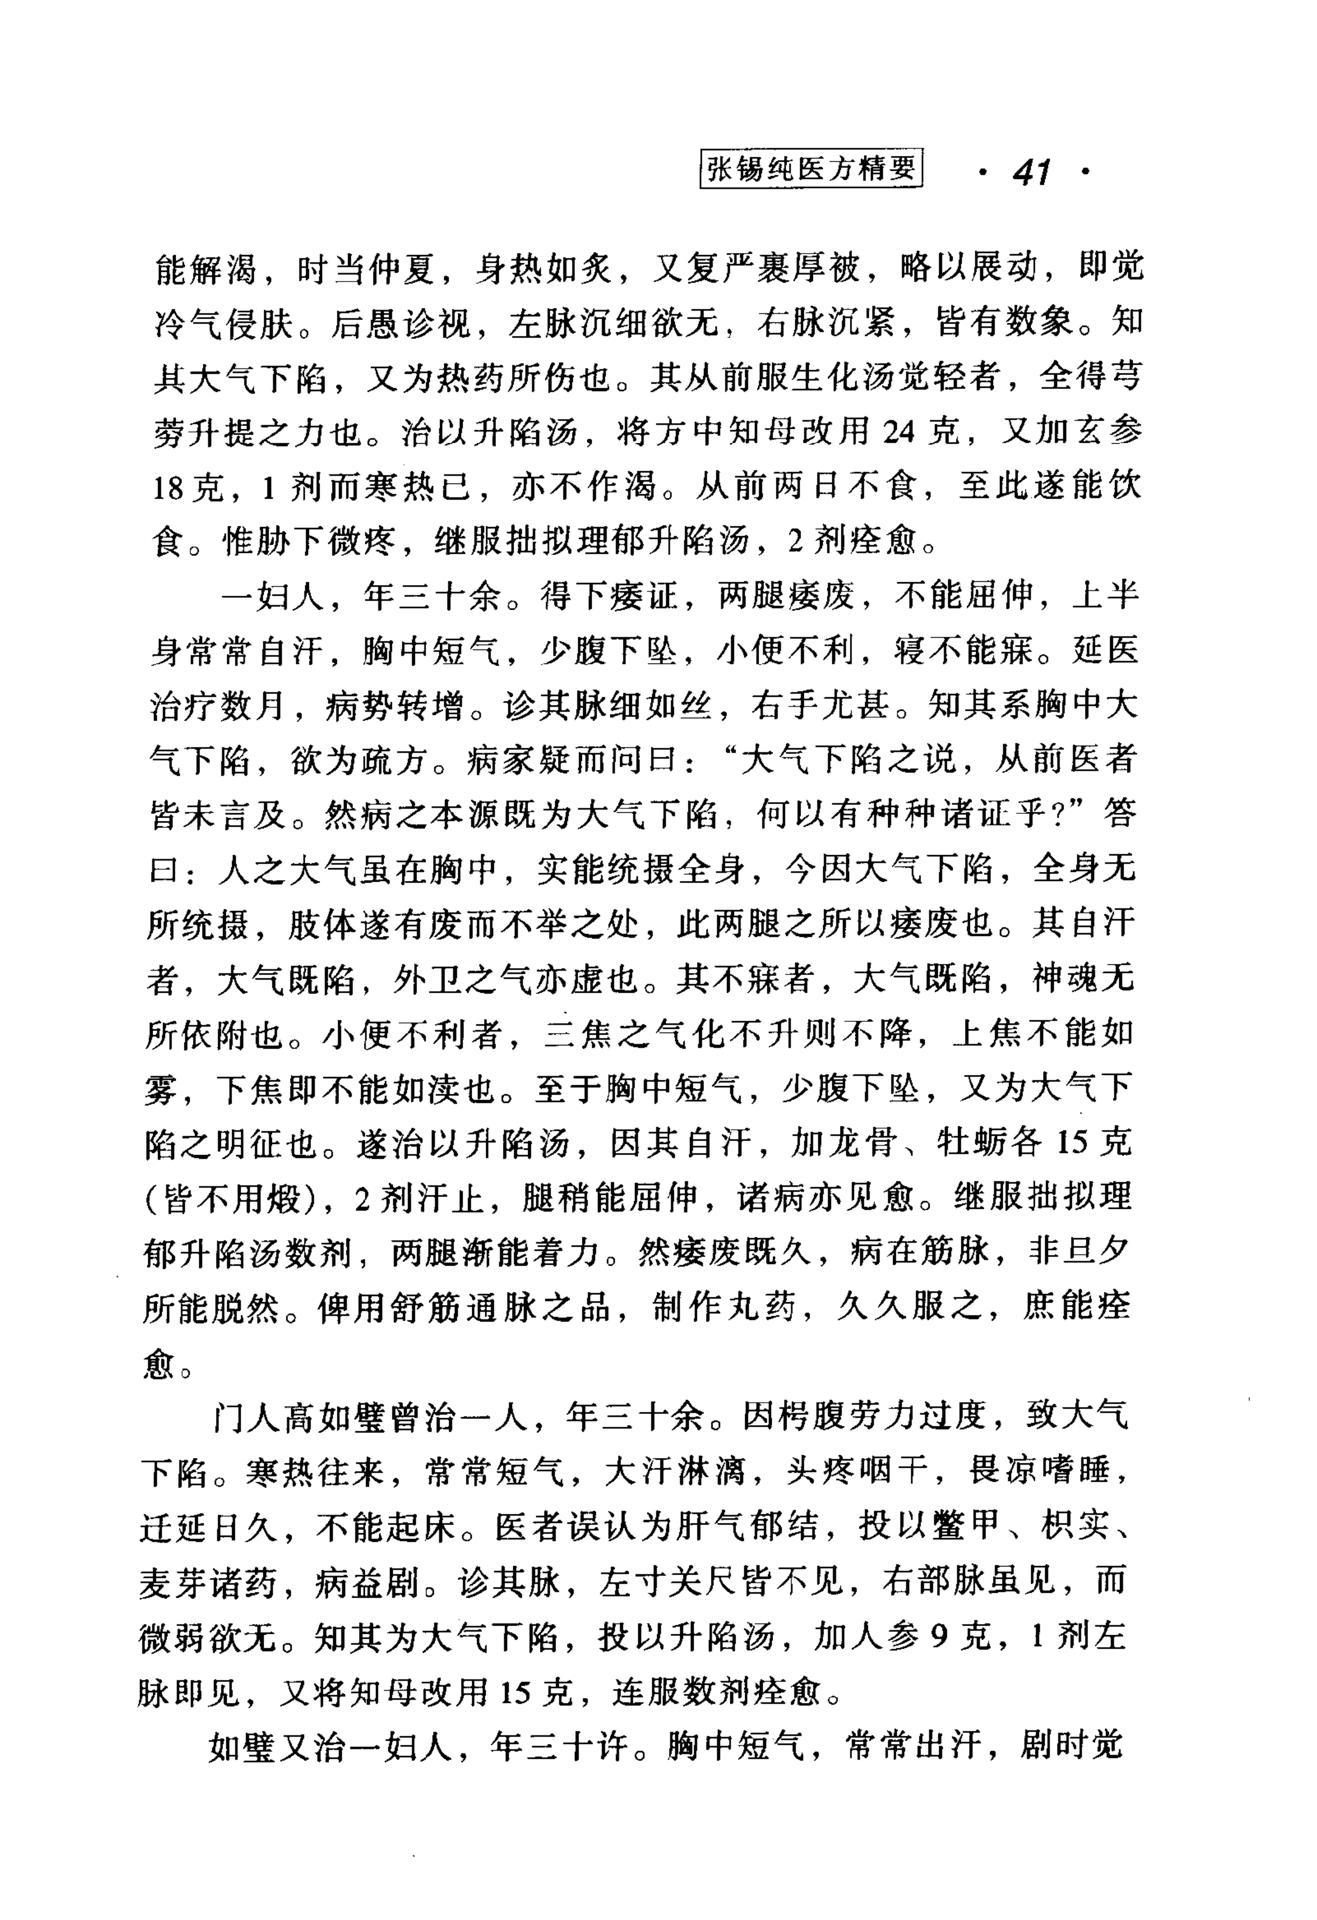 张锡纯医方精要 · 41 ·
能解渴，时当仲夏，身热如炙，又复严裹厚被，略以展动，即觉
冷气侵肤。后愚诊视，左脉沉细欲无，右脉沉紧，皆有数象。知
其大气下陷，又为热药所伤也。其从前服生化汤觉轻者，全得芎
䓖升提之力也。治以升陷汤，将方中知母改用 24 克，又加玄参
18克，1 剂而寒热已，亦不作渴。从前两日不食，至此遂能饮
食。惟胁下微疼，继服拙拟理郁升陷汤，2 剂痊愈。
一妇人，年三十余。得下痿证，两腿痿废，不能屈伸，上半
身常常自汗，胸中短气，少腹下坠，小便不利，寝不能寐。延医
治疗数月，病势转增。诊其脉细如丝，右手尤甚。知其系胸中大
气下陷，欲为疏方。病家疑而问曰：“大气下陷之说，从前医者
皆未言及。然病之本源既为大气下陷，何以有种种诸证乎?”答
曰：人之大气虽在胸中，实能统摄全身，今因大气下陷，全身无
所统摄，肢体遂有废而不举之处，此两腿之所以痿废也。其自汗
者，大气既陷，外卫之气亦虚也。其不寐者，大气既陷，神魂无
所依附也。小便不利者，三焦之气化不升则不降，上焦不能如
雾，下焦即不能如渎也。至于胸中短气，少腹下坠，又为大气下
陷之明征也。遂治以升陷汤，因其自汗，加龙骨、牡蛎各 15 克
(皆不用煅)，2 剂汗止，腿稍能屈伸，诸病亦见愈。继服拙拟理
郁升陷汤数剂，两腿渐能着力。然痿废既久，病在筋脉，非旦夕
所能脱然。俾用舒筋通脉之品，制作丸药，久久服之，庶能痊
愈。
门人高如璧曾治一人，年三十余。因枵腹劳力过度，致大气
下陷。寒热往来，常常短气，大汗淋漓，头疼咽干，畏凉嗜睡，
迁延日久，不能起床。医者误认为肝气郁结，投以鳖甲、枳实、
麦芽诸药，病益剧。诊其脉，左寸关尺皆不见，右部脉虽见，而
微弱欲无。知其为大气下陷，投以升陷汤，加人参 9 克，1 剂左
脉即见，又将知母改用 15 克，连服数剂痊愈。
如璧又治一妇人，年三十许。胸中短气，常常出汗，剧时觉